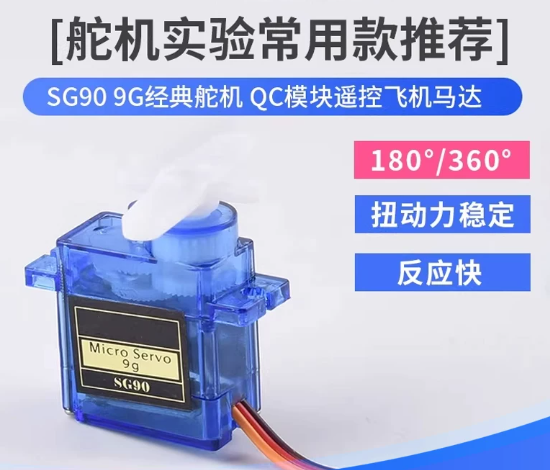 [舵机实验常用款推荐]
SG90 9G经典舵机 QC模块遥控飞机马达
180°/360°
扭动力稳定
反应快
Micro Servo
9g
SG90